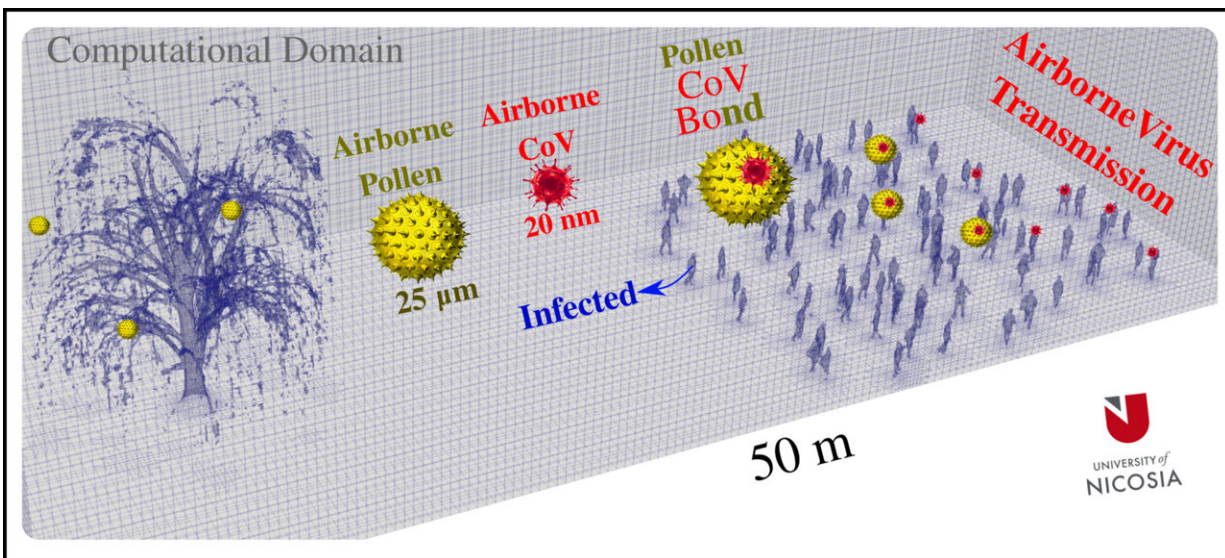 Computational Domain
Airborne
Pollen
25 µm
Airborne
CoV
20 nm
Pollen
CoV
Bond
Infected
Airborne Virus
Transmission
50 m
UNIVERSITY of
NICOSIA